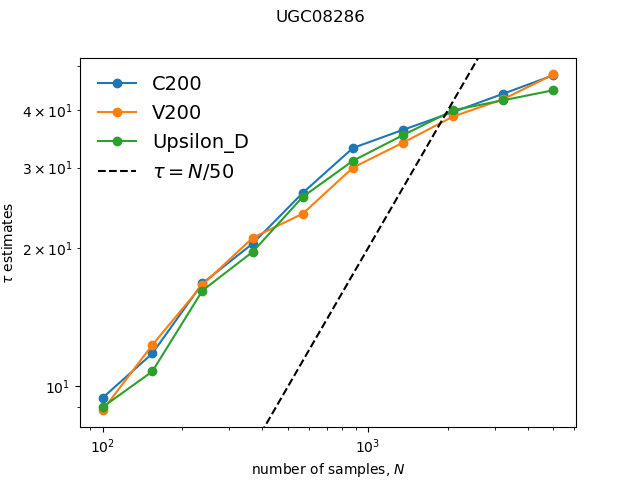 UGC08286
C200
V200
Upsilon_D
τ = N/50
4 × 10¹
3 × 10¹
2 × 10¹
10¹
τ estimates
10²
10³
number of samples, N